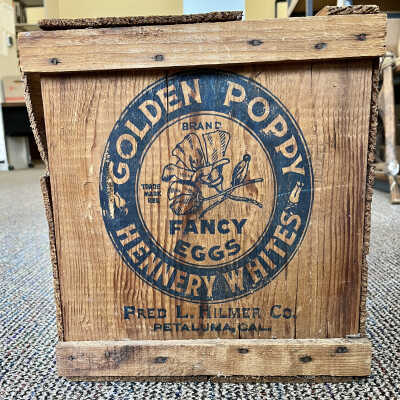 GOLDEN POPPY
BRAND
TRADE
MARK
REG
FANCY
EGGS
HENNERY WHITES
FRED L. HILMER CO.
PETALUMA, CAL.